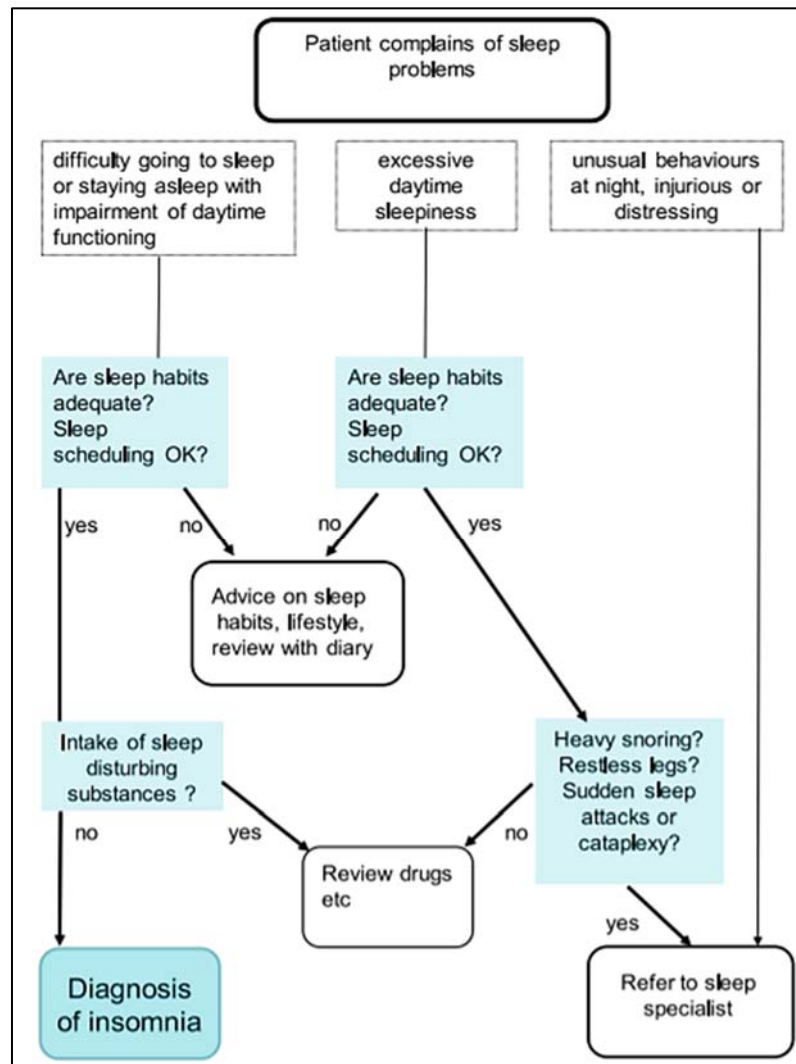 Patient complains of sleep
problems
difficulty going to sleep
or staying asleep with
impairment of daytime
functioning
excessive
daytime
sleepiness
unusual behaviours
at night, injurious or
distressing
Are sleep habits
adequate?
Sleep
scheduling OK?
Are sleep habits
adequate?
Sleep
scheduling OK?
yes
no
no
yes
Advice on sleep
habits, lifestyle,
review with diary
Intake of sleep
disturbing
substances ?
Heavy snoring?
Restless legs?
Sudden sleep
attacks or
cataplexy?
no
yes
no
Review drugs
etc
yes
Diagnosis
of insomnia
Refer to sleep
specialist